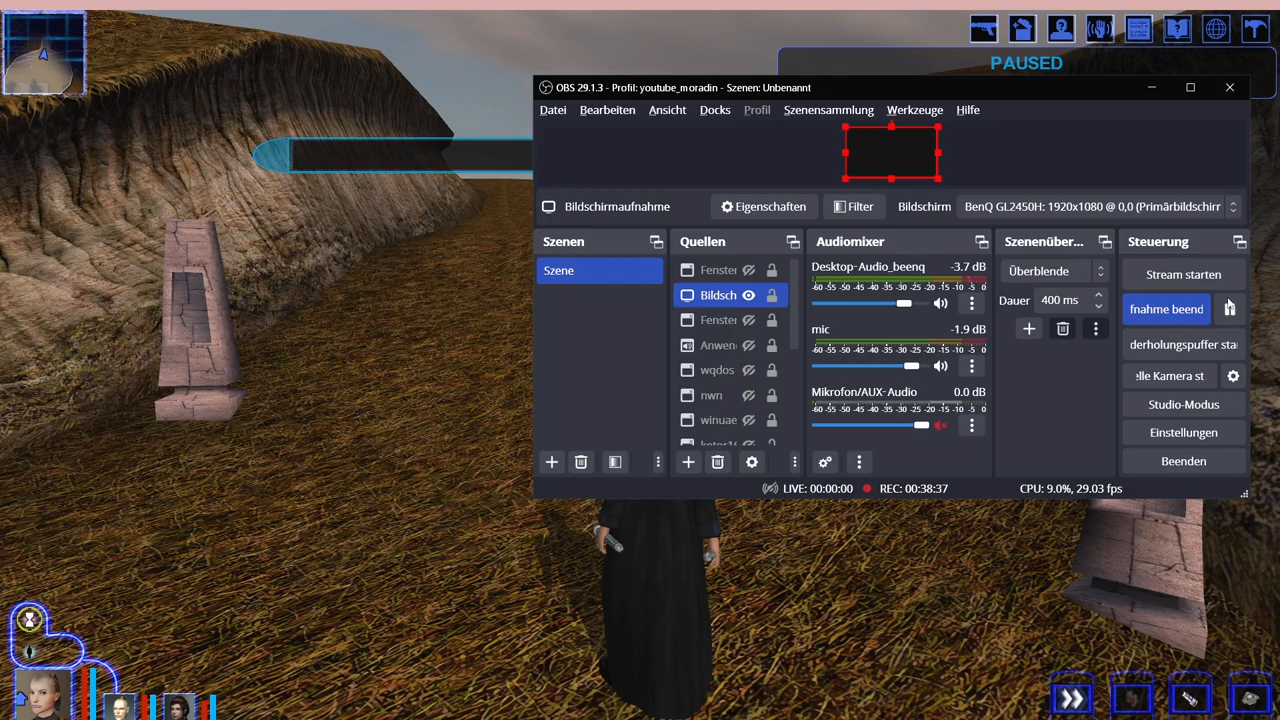 PAUSED
OBS 29.1.3 - Profil: youtube_moradin - Szenen: Unbenannt
Datei Bearbeiten Ansicht Docks Profil Szenensammlung Werkzeuge Hilfe
Bildschirmaufnahme Eigenschaften Filter Bildschirm BenQ GL2450H: 1920x1080 @ 0,0 (Primärbildschirr
Szenen
Szene
Quellen
Fenster
Bildsch
Fenster
Anwen
wqdos
nwn
winuae
Audiomixer
Desktop-Audio_beenq -3.7 dB
-60 -55 -50 -45 -40 -35 -30 -25 -20 -15 -10 -5 0
mic -1.9 dB
-60 -55 -50 -45 -40 -35 -30 -25 -20 -15 -10 -5 0
Mikrofon/AUX-Audio 0.0 dB
-60 -55 -50 -45 -40 -35 -30 -25 -20 -15 -10 -5 0
Szenenüber...
Überblende
Dauer 400 ms
Steuerung
Stream starten
fnahme beend
derholungspuffer sta
elle Kamera st
Studio-Modus
Einstellungen
Beenden
LIVE: 00:00:00 REC: 00:38:37 CPU: 9.0%, 29.03 fps